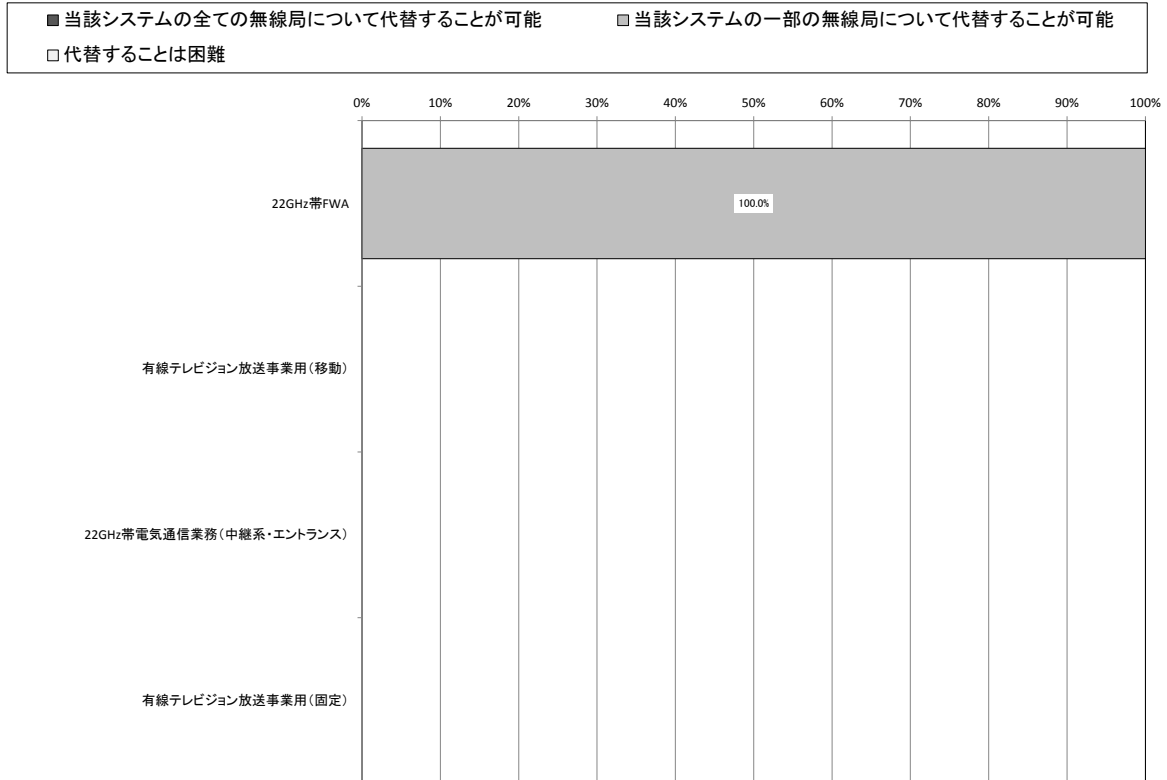 ■当該システムの全ての無線局について代替することが可能 □当該システムの一部の無線局について代替することが可能
□代替することは困難
0% 10% 20% 30% 40% 50% 60% 70% 80% 90% 100%
22GHz帯FWA 100.0%
有線テレビジョン放送事業用(移動)
22GHz帯電気通信業務(中継系・エントランス)
有線テレビジョン放送事業用(固定)